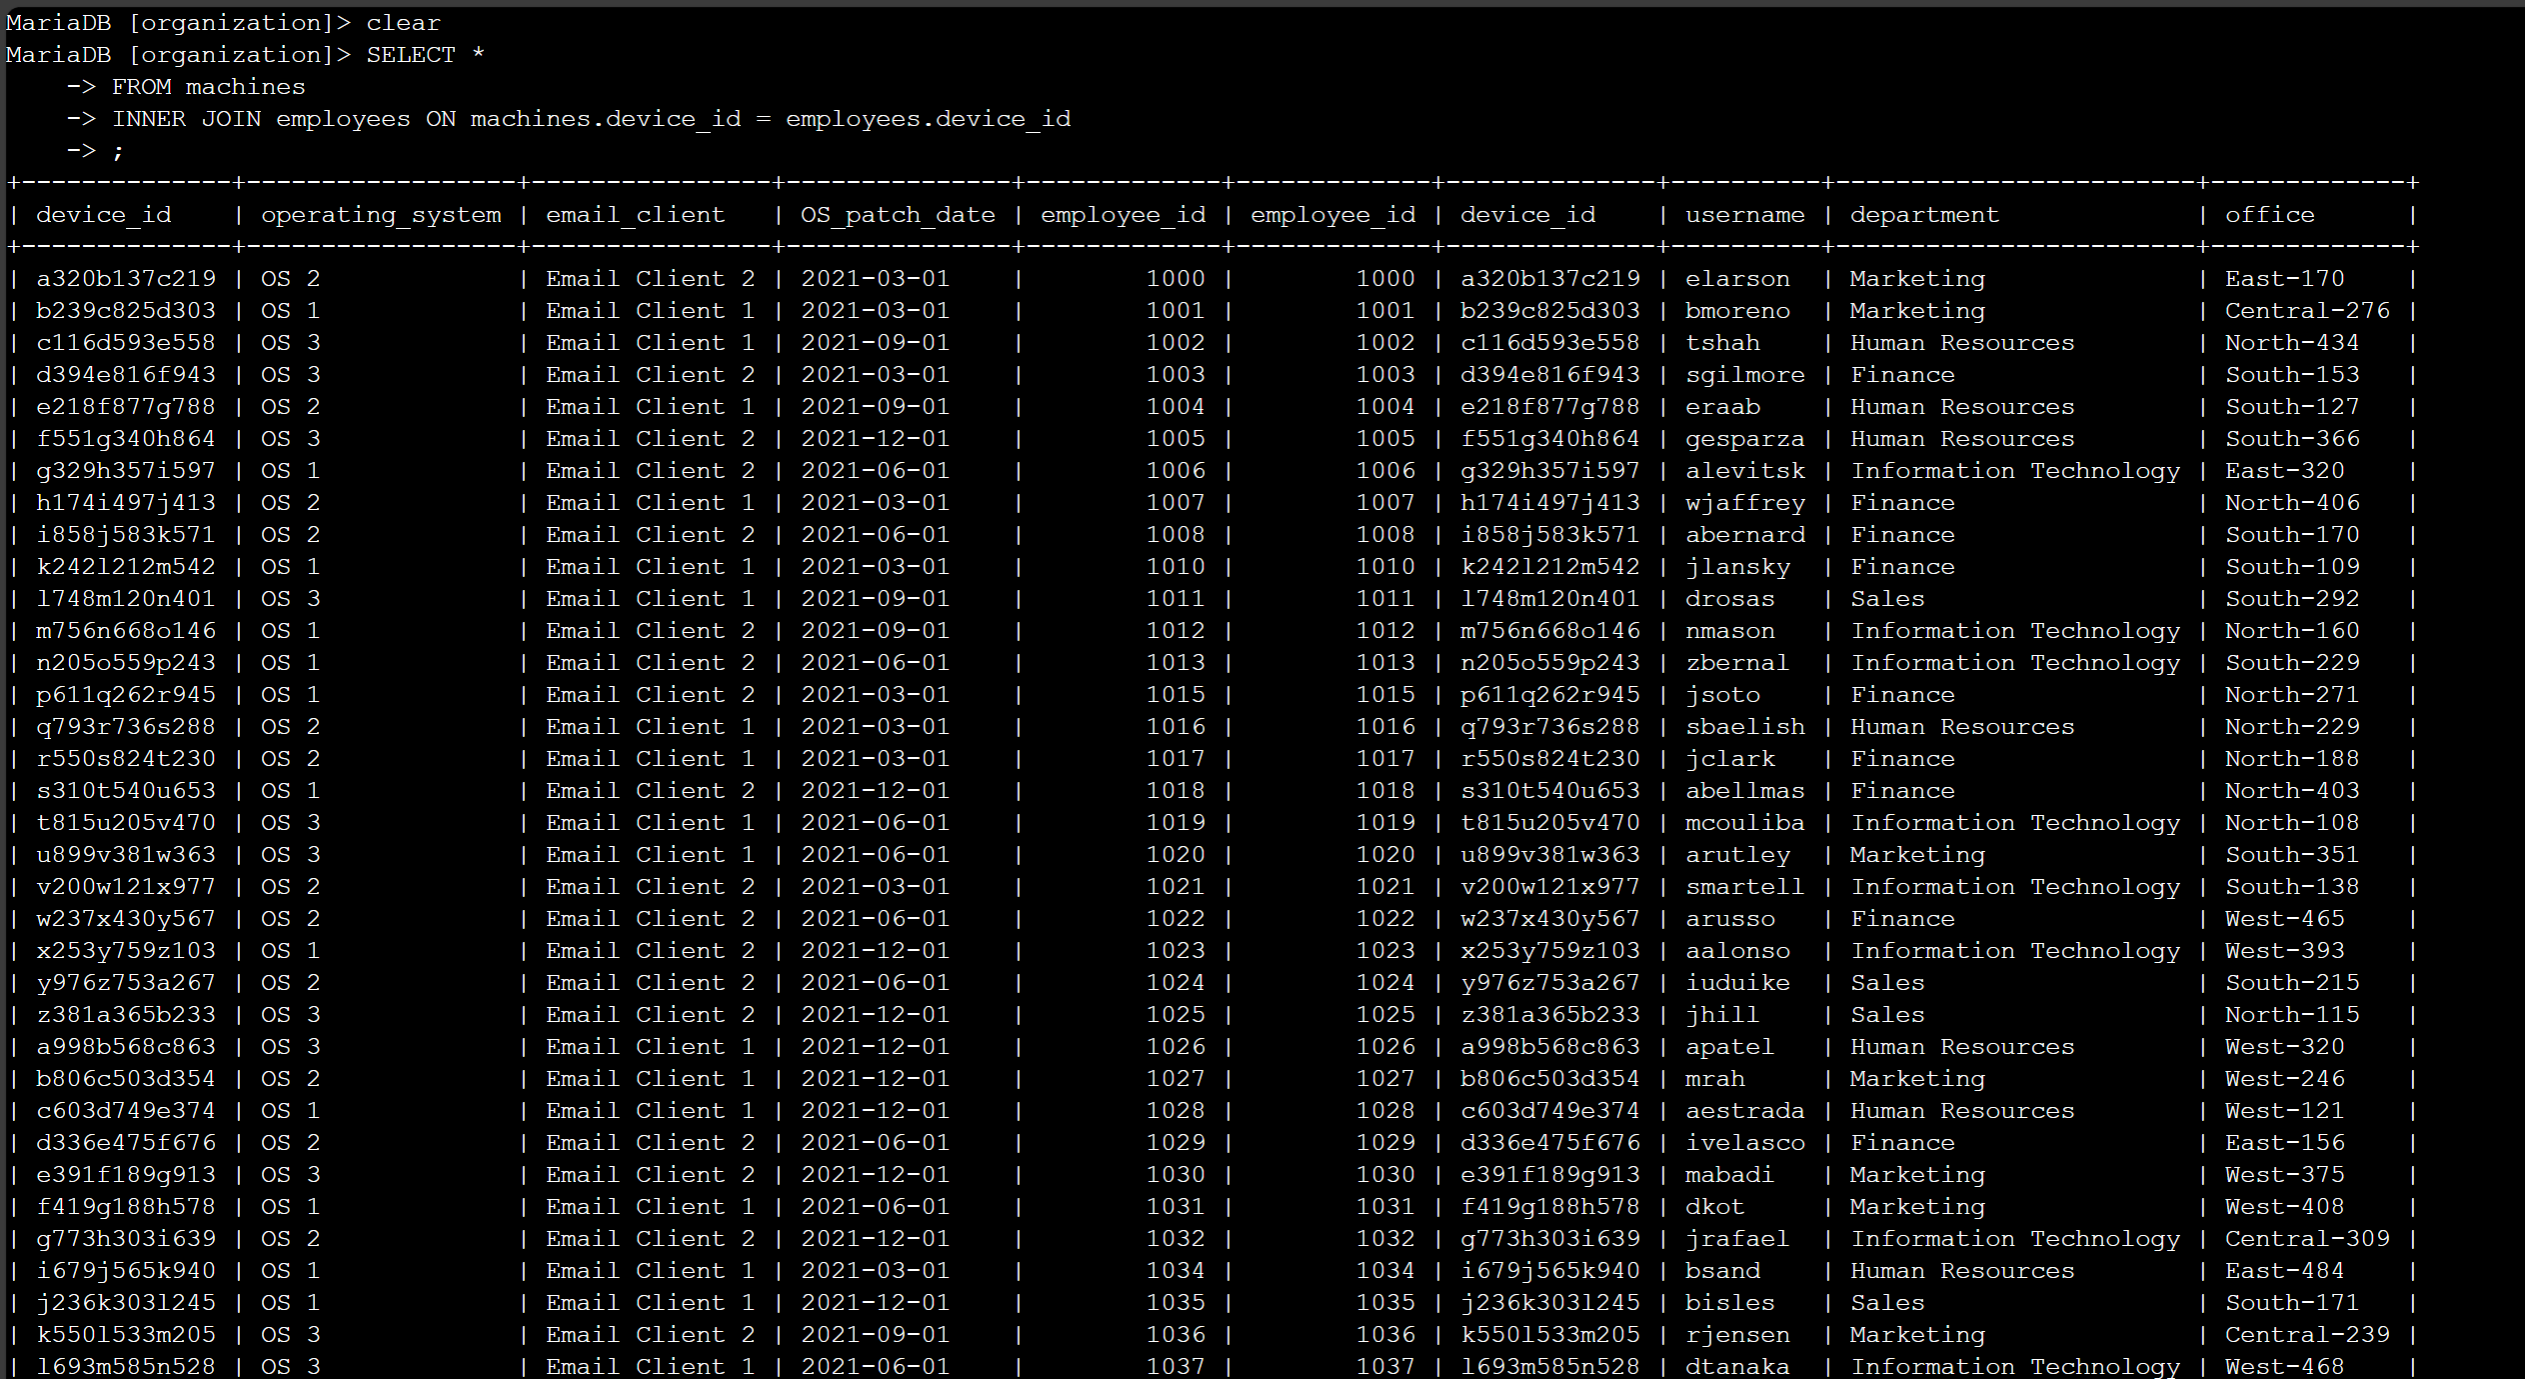 MariaDB [organization]> clear
MariaDB [organization]> SELECT *
    -> FROM machines
    -> INNER JOIN employees ON machines.device_id = employees.device_id
    -> ;
+--------------+------------------+----------------+---------------+-------------+-------------+--------------+----------+------------------------+-------------+
| device_id    | operating_system | email_client   | OS_patch_date | employee_id | employee_id | device_id    | username | department             | office      |
+--------------+------------------+----------------+---------------+-------------+-------------+--------------+----------+------------------------+-------------+
| a320b137c219 | OS 2             | Email Client 2 | 2021-03-01    |        1000 |        1000 | a320b137c219 | elarson  | Marketing              | East-170    |
| b239c825d303 | OS 1             | Email Client 1 | 2021-03-01    |        1001 |        1001 | b239c825d303 | bmoreno  | Marketing              | Central-276 |
| c116d593e558 | OS 3             | Email Client 1 | 2021-09-01    |        1002 |        1002 | c116d593e558 | tshah    | Human Resources        | North-434   |
| d394e816f943 | OS 3             | Email Client 2 | 2021-03-01    |        1003 |        1003 | d394e816f943 | sgilmore | Finance                | South-153   |
| e218f877g788 | OS 2             | Email Client 1 | 2021-09-01    |        1004 |        1004 | e218f877g788 | eraab    | Human Resources        | South-127   |
| f551g340h864 | OS 3             | Email Client 2 | 2021-12-01    |        1005 |        1005 | f551g340h864 | gesparza | Human Resources        | South-366   |
| g329h357i597 | OS 1             | Email Client 2 | 2021-06-01    |        1006 |        1006 | g329h357i597 | alevitsk | Information Technology | East-320    |
| h174i497j413 | OS 2             | Email Client 1 | 2021-03-01    |        1007 |        1007 | h174i497j413 | wjaffrey | Finance                | North-406   |
| i858j583k571 | OS 2             | Email Client 2 | 2021-06-01    |        1008 |        1008 | i858j583k571 | abernard | Finance                | South-170   |
| k242l212m542 | OS 1             | Email Client 1 | 2021-03-01    |        1010 |        1010 | k242l212m542 | jlansky  | Finance                | South-109   |
| l748m120n401 | OS 3             | Email Client 1 | 2021-09-01    |        1011 |        1011 | l748m120n401 | drosas   | Sales                  | South-292   |
| m756n668o146 | OS 1             | Email Client 2 | 2021-09-01    |        1012 |        1012 | m756n668o146 | nmason   | Information Technology | North-160   |
| n205o559p243 | OS 1             | Email Client 2 | 2021-06-01    |        1013 |        1013 | n205o559p243 | zbernal  | Information Technology | South-229   |
| p611q262r945 | OS 1             | Email Client 2 | 2021-03-01    |        1015 |        1015 | p611q262r945 | jsoto    | Finance                | North-271   |
| q793r736s288 | OS 2             | Email Client 1 | 2021-03-01    |        1016 |        1016 | q793r736s288 | sbaelish | Human Resources        | North-229   |
| r550s824t230 | OS 2             | Email Client 1 | 2021-03-01    |        1017 |        1017 | r550s824t230 | jclark   | Finance                | North-188   |
| s310t540u653 | OS 1             | Email Client 2 | 2021-12-01    |        1018 |        1018 | s310t540u653 | abellmas | Finance                | North-403   |
| t815u205v470 | OS 3             | Email Client 1 | 2021-06-01    |        1019 |        1019 | t815u205v470 | mcouliba | Information Technology | North-108   |
| u899v381w363 | OS 3             | Email Client 1 | 2021-06-01    |        1020 |        1020 | u899v381w363 | arutley  | Marketing              | South-351   |
| v200w121x977 | OS 2             | Email Client 2 | 2021-03-01    |        1021 |        1021 | v200w121x977 | smartell | Information Technology | South-138   |
| w237x430y567 | OS 2             | Email Client 2 | 2021-06-01    |        1022 |        1022 | w237x430y567 | arusso   | Finance                | West-465    |
| x253y759z103 | OS 1             | Email Client 2 | 2021-12-01    |        1023 |        1023 | x253y759z103 | aalonso  | Information Technology | West-393    |
| y976z753a267 | OS 2             | Email Client 2 | 2021-06-01    |        1024 |        1024 | y976z753a267 | iuduike  | Sales                  | South-215   |
| z381a365b233 | OS 3             | Email Client 2 | 2021-12-01    |        1025 |        1025 | z381a365b233 | jhill    | Sales                  | North-115   |
| a998b568c863 | OS 3             | Email Client 1 | 2021-12-01    |        1026 |        1026 | a998b568c863 | apatel   | Human Resources        | West-320    |
| b806c503d354 | OS 2             | Email Client 1 | 2021-12-01    |        1027 |        1027 | b806c503d354 | mrah     | Marketing              | West-246    |
| c603d749e374 | OS 1             | Email Client 1 | 2021-12-01    |        1028 |        1028 | c603d749e374 | aestrada | Human Resources        | West-121    |
| d336e475f676 | OS 2             | Email Client 2 | 2021-06-01    |        1029 |        1029 | d336e475f676 | ivelasco | Finance                | East-156    |
| e391f189g913 | OS 3             | Email Client 2 | 2021-12-01    |        1030 |        1030 | e391f189g913 | mabadi   | Marketing              | West-375    |
| f419g188h578 | OS 1             | Email Client 1 | 2021-06-01    |        1031 |        1031 | f419g188h578 | dkot     | Marketing              | West-408    |
| g773h303i639 | OS 2             | Email Client 2 | 2021-12-01    |        1032 |        1032 | g773h303i639 | jrafael  | Information Technology | Central-309 |
| i679j565k940 | OS 1             | Email Client 1 | 2021-03-01    |        1034 |        1034 | i679j565k940 | bsand    | Human Resources        | East-484    |
| j236k303l245 | OS 1             | Email Client 1 | 2021-12-01    |        1035 |        1035 | j236k303l245 | bisles   | Sales                  | South-171   |
| k550l533m205 | OS 3             | Email Client 2 | 2021-09-01    |        1036 |        1036 | k550l533m205 | rjensen  | Marketing              | Central-239 |
| l693m585n528 | OS 3             | Email Client 1 | 2021-06-01    |        1037 |        1037 | l693m585n528 | dtanaka  | Information Technology | West-468    |